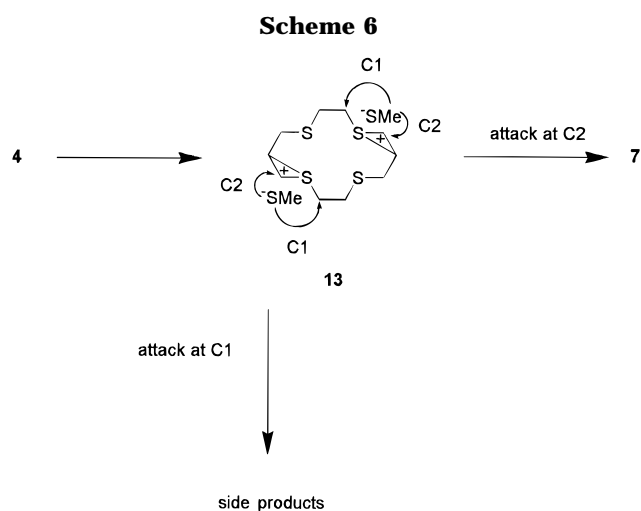 Scheme 6
C1
-SMe
S
S
+
C2
attack at C2
4
7
+
S
S
C2
-SMe
C1
13
attack at C1
side products